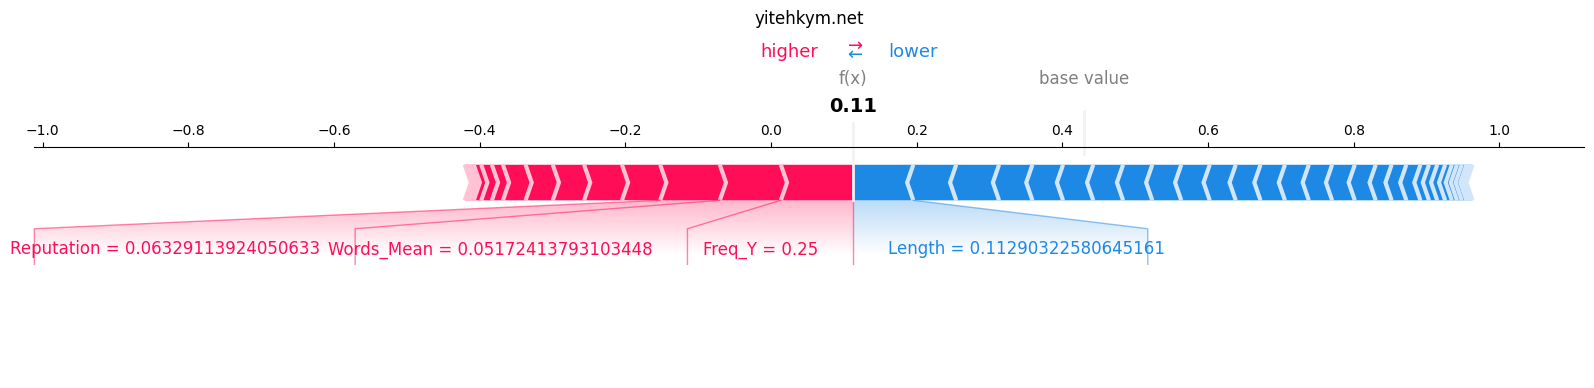 yitehkym.net
higher ⇄ lower
f(x) base value
0.11
−1.0 −0.8 −0.6 −0.4 −0.2 0.0 0.2 0.4 0.6 0.8 1.0
Reputation = 0.06329113924050633 Words_Mean = 0.05172413793103448 Freq_Y = 0.25 Length = 0.11290322580645161